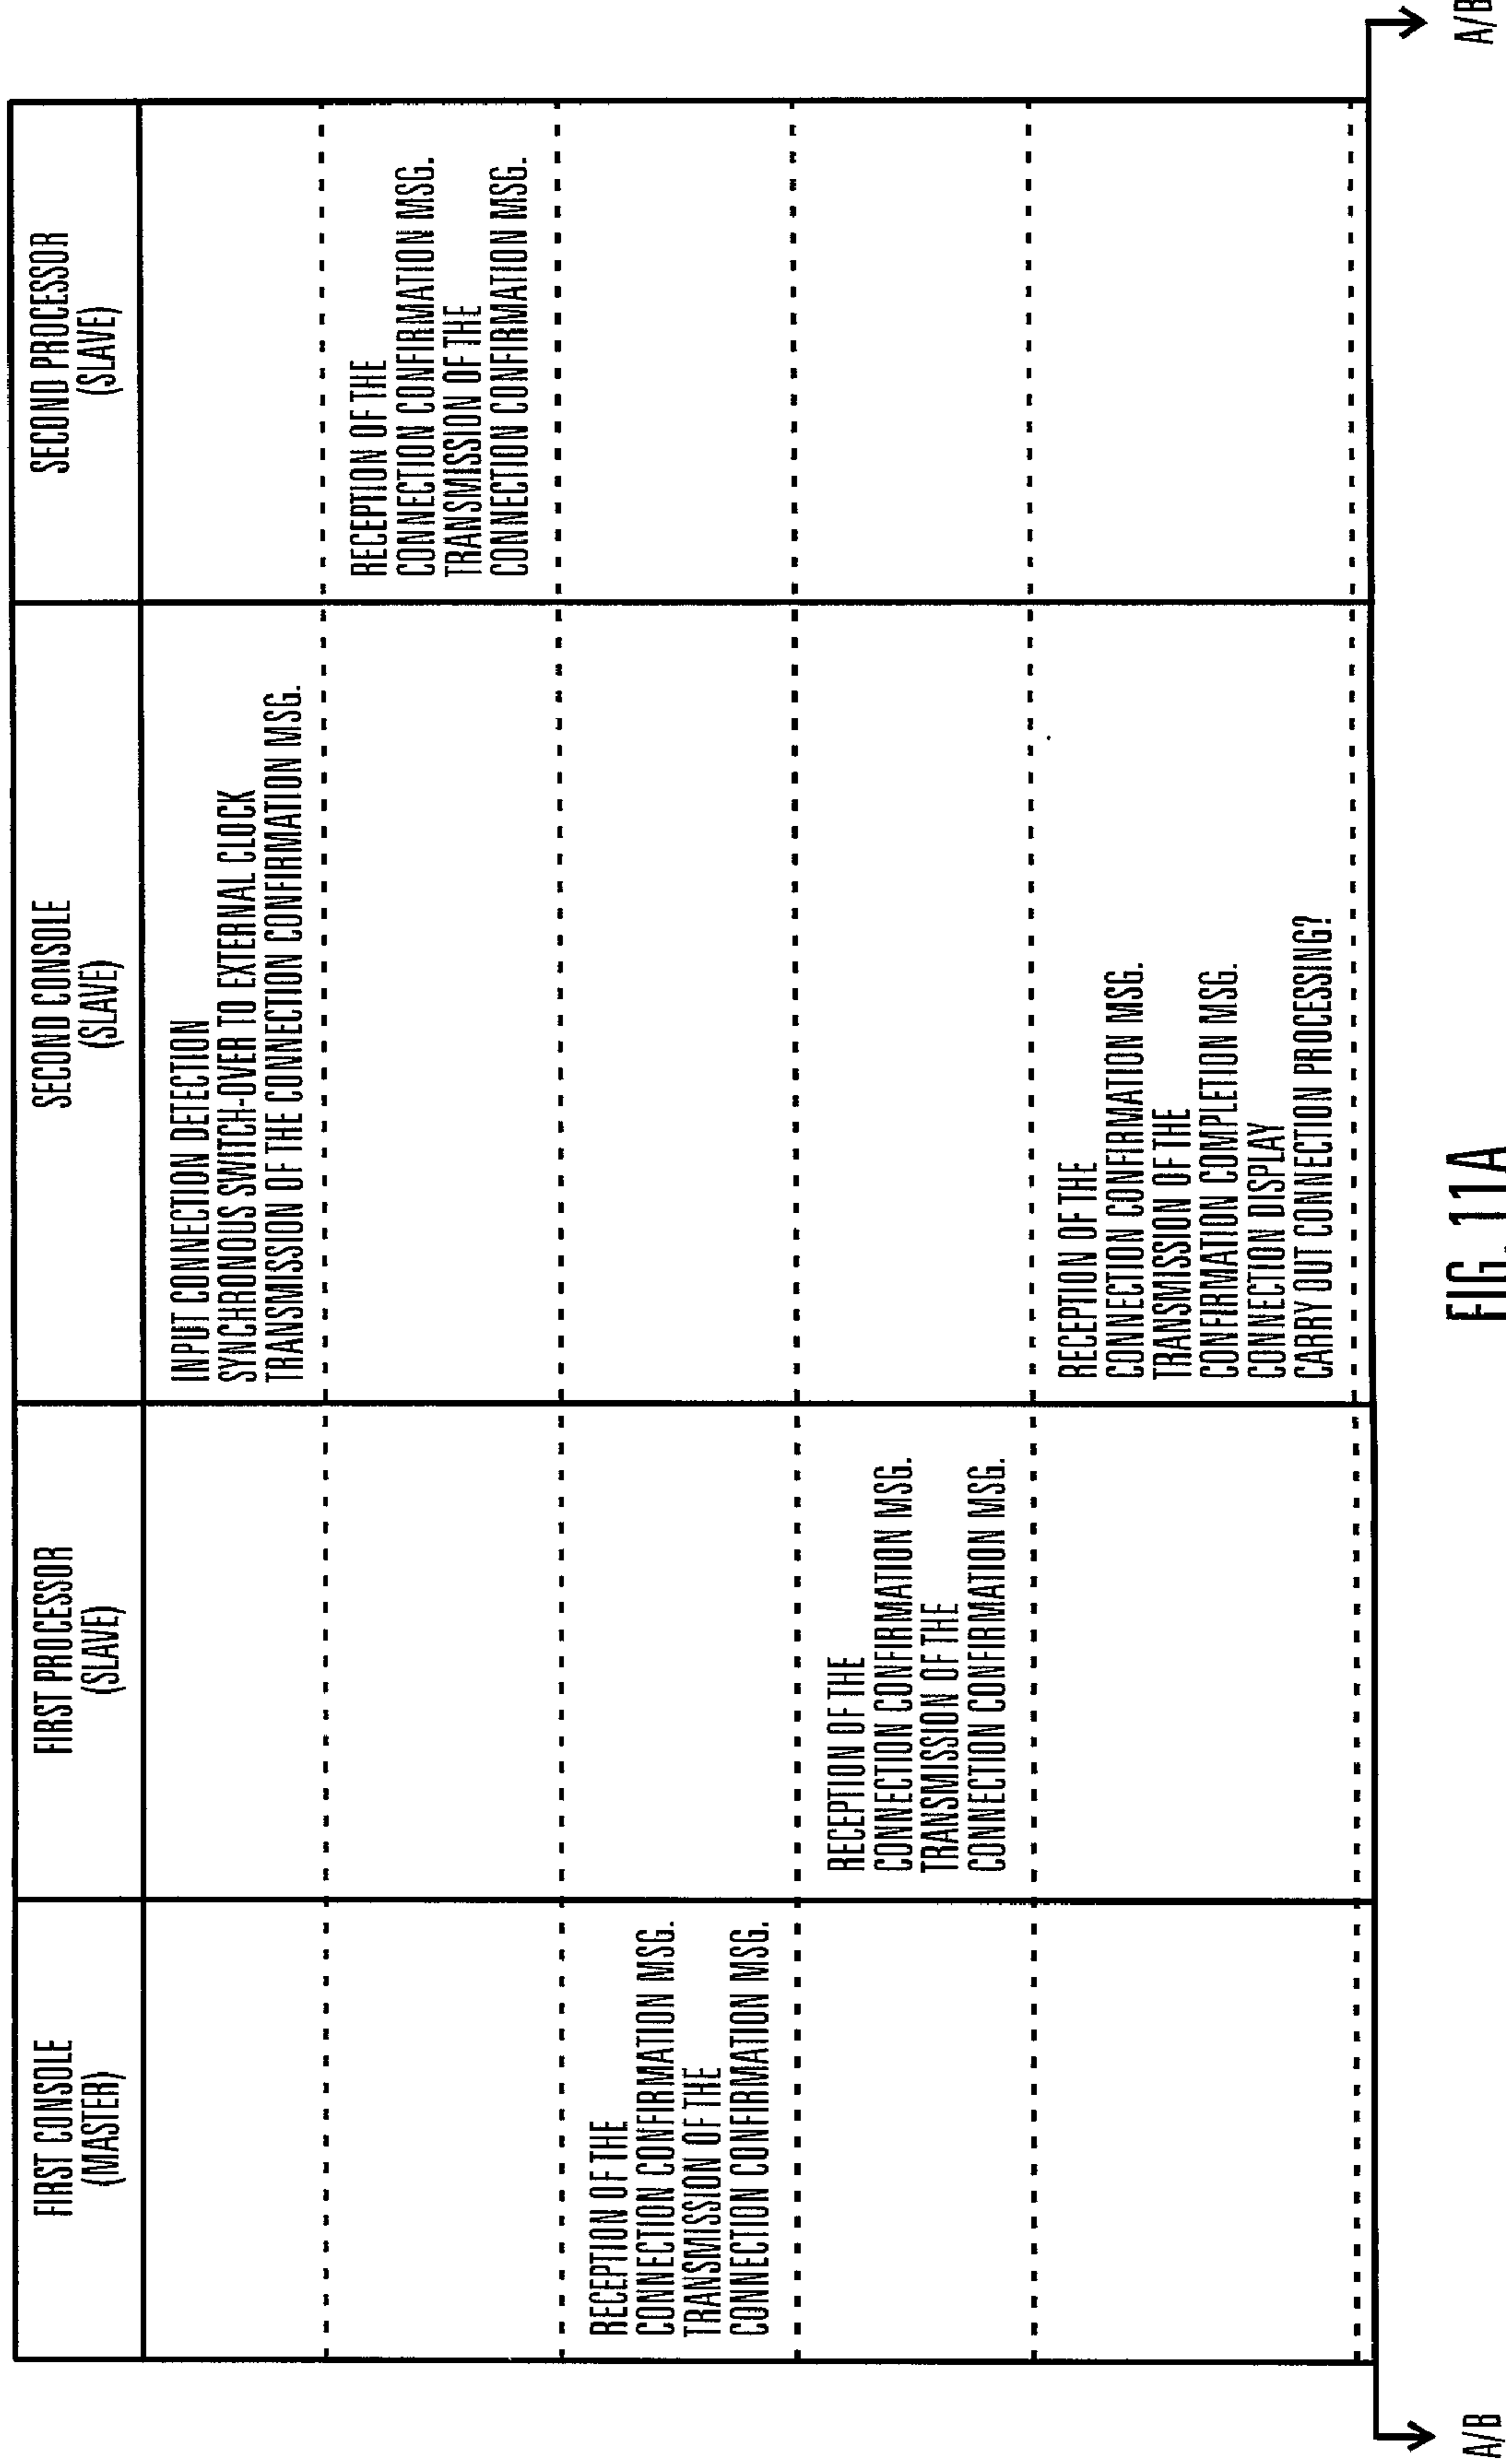 FIRST CONSOLE
(MASTER)
FIRST PROCESSOR
(SLAVE)
SECOND CONSOLE
(SLAVE)
SECOND PROCESSOR
(SLAVE)
INPUT CONNECTION DETECTION
SYNCHRONOUS SWITCH-OVER TO EXTERNAL CLOCK
TRANSMISSION OF THE CONNECTION CONFIRMATION MSG.
RECEPTION OF THE
CONNECTION CONFIRMATION MSG.
TRANSMISSION OF THE
CONNECTION CONFIRMATION MSG.
RECEPTION OF THE
CONNECTION CONFIRMATION MSG.
TRANSMISSION OF THE
CONNECTION CONFIRMATION MSG.
RECEPTION OF THE
CONNECTION CONFIRMATION MSG.
TRANSMISSION OF THE
CONNECTION CONFIRMATION MSG.
RECEPTION OF THE
CONNECTION CONFIRMATION MSG.
TRANSMISSION OF THE
CONFIRMATION COMPLETION MSG.
CONNECTION DISPLAY
CARRY OUT CONNECTION PROCESSING?
A/B
A/B
FIG. 11A